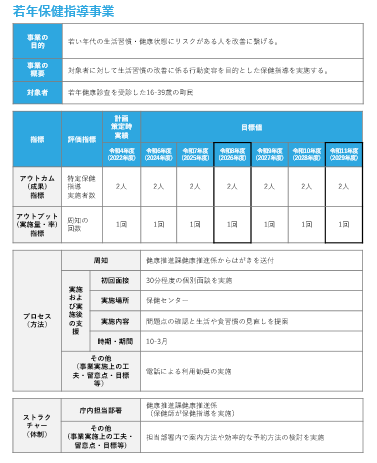 若年保健指導事業
事業の
目的
若い年代の生活習慣・健康状態にリスクがある人を改善に繋げる。
事業の
概要
対象者に対して生活習慣の改善に係る行動変容を目的とした保健指導を実施する。
対象者
若年健康診査を受診した16-39歳の町民
指標
評価指標
計画
策定時
実績
目標値
令和4年度
(2022年度)
令和6年度
(2024年度)
令和7年度
(2025年度)
令和8年度
(2026年度)
令和9年度
(2027年度)
令和10年度
(2028年度)
令和11年度
(2029年度)
アウトカム
(成果)
指標
特定保健
指導
実施者数
2人
2人
2人
2人
2人
2人
2人
アウトプット
(実施量・率)
指標
周知の
回数
1回
1回
1回
1回
1回
1回
1回
プロセス
(方法)
周知
健康推進課健康推進係からはがきを送付
実施
およ
び実
施後
の支
援
初回面接
30分程度の個別面談を実施
実施場所
保健センター
実施内容
問題点の確認と生活や食習慣の見直しを提案
時期・期間
10-3月
その他
(事業実施上の工
夫・留意点・目標
等)
電話による利用勧奨の実施
ストラク
チャー
(体制)
庁内担当部署
健康推進課健康推進係
(保健師が保健指導を実施)
その他
(事業実施上の工夫・
留意点・目標等)
担当部署内で案内方法や効率的な予約方法の検討を実施